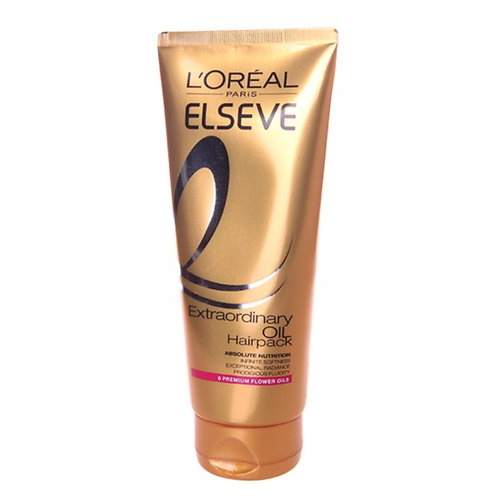 L'ORÉAL
PARIS
ELSEVE
Extraordinary
OIL
Hairpack
ABSOLUTE NUTRITION
INFINITE SOFTNESS
EXCEPTIONAL RADIANCE
PRODIGIOUS FLUIDITY
6 PREMIUM FLOWER OILS